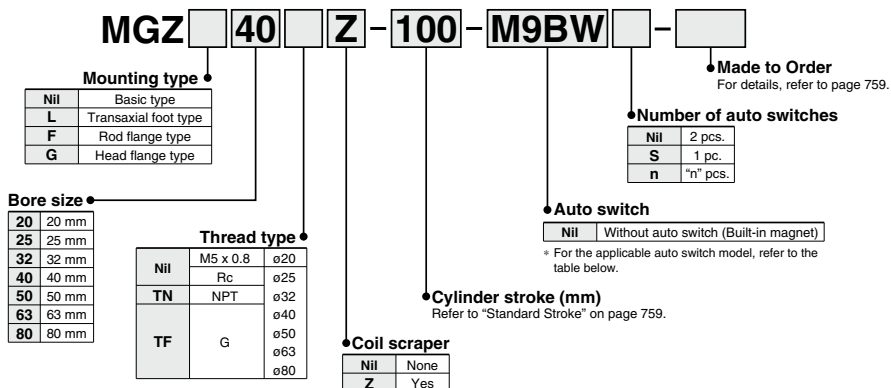 MGZ 40 Z - 100 - M9BW -
Mounting type
Nil Basic type
L Transaxial foot type
F Rod flange type
G Head flange type
Bore size
20 20 mm
25 25 mm
32 32 mm
40 40 mm
50 50 mm
63 63 mm
80 80 mm
Thread type
Nil M5 x 0.8 ø20
Rc ø25
TN NPT ø32
TF G ø40
ø50
ø63
ø80
Coil scraper
Nil None
Z Yes
Cylinder stroke (mm)
Refer to “Standard Stroke” on page 759.
Auto switch
Nil Without auto switch (Built-in magnet)
* For the applicable auto switch model, refer to the
table below.
Number of auto switches
Nil 2 pcs.
S 1 pc.
n “n” pcs.
Made to Order
For details, refer to page 759.